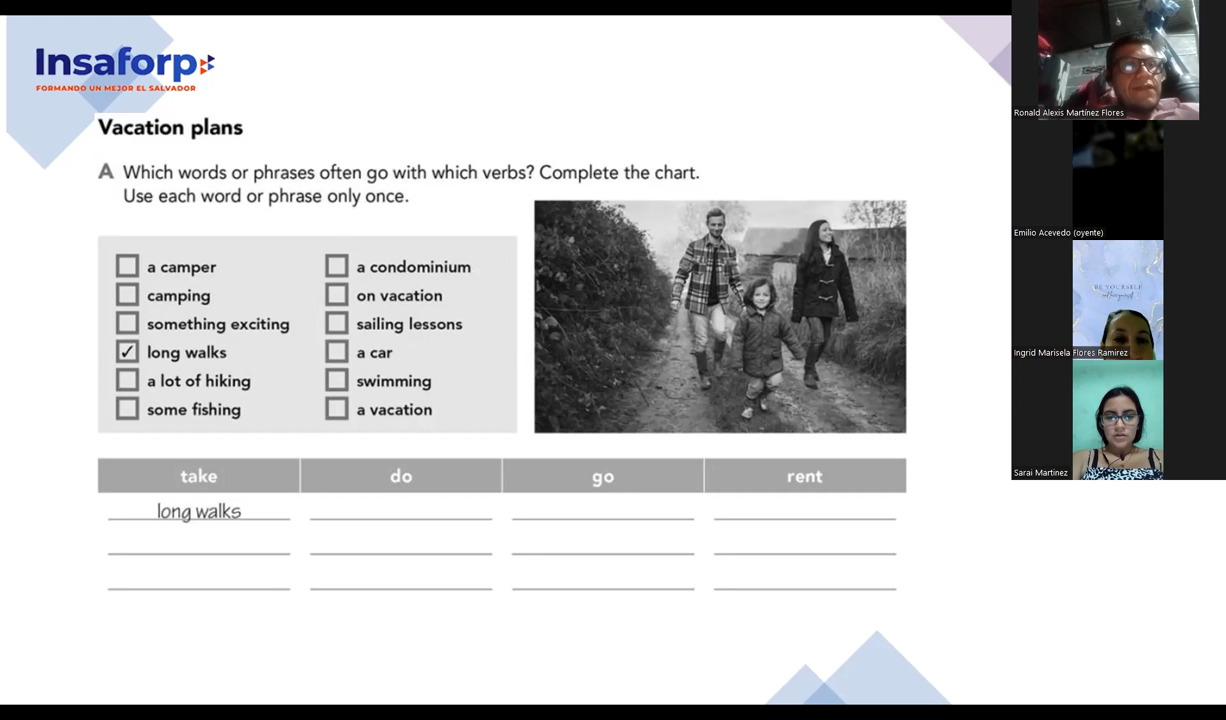 Insaforp
FORMANDO UN MEJOR EL SALVADOR
Vacation plans
A Which words or phrases often go with which verbs? Complete the chart.
Use each word or phrase only once.
a camper
camping
something exciting
✓ long walks
a lot of hiking
some fishing
a condominium
on vacation
sailing lessons
a car
swimming
a vacation
take do go rent
long walks
Ronald Alexis Martínez Flores
Emilio Acevedo (oyente)
BE YOURSELF
Ingrid Marisela Flores Ramirez
Sarai Martinez